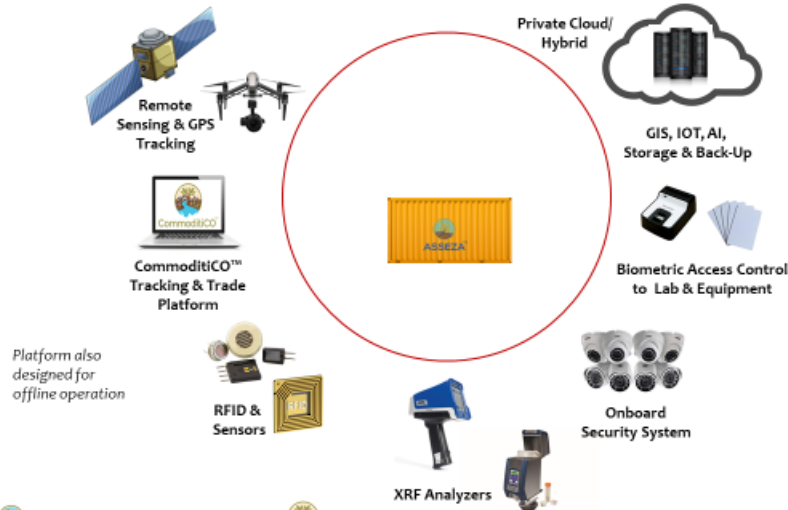 Private Cloud/
Hybrid
Remote
Sensing & GPS
Tracking
GIS, IOT, AI,
Storage & Back-Up
CommoditiCO
CommoditiCO™
Tracking & Trade
Platform
ASSEZA
Biometric Access Control
to Lab & Equipment
Platform also
designed for
offline operation
RFID &
Sensors
RFID
Onboard
Security System
XRF Analyzers